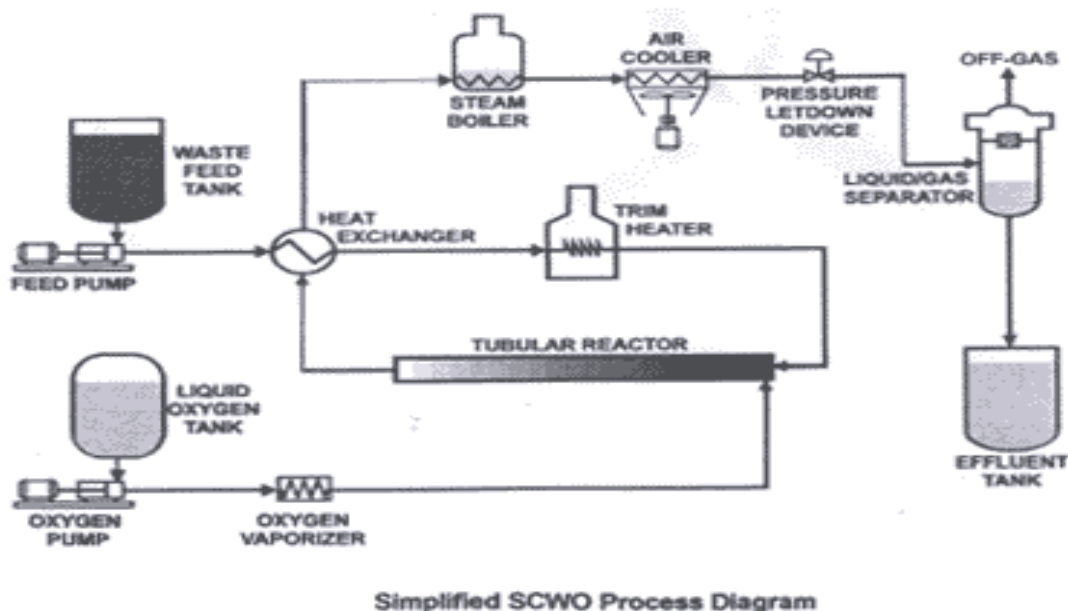 AIR
COOLER
OFF-GAS
STEAM
BOILER
PRESSURE
LETDOWN
DEVICE
WASTE
FEED
TANK
LIQUID/GAS
SEPARATOR
HEAT
EXCHANGER
TRIM
HEATER
FEED PUMP
TUBULAR REACTOR
LIQUID
OXYGEN
TANK
EFFLUENT
TANK
OXYGEN
PUMP
OXYGEN
VAPORIZER
Simplified SCWO Process Diagram